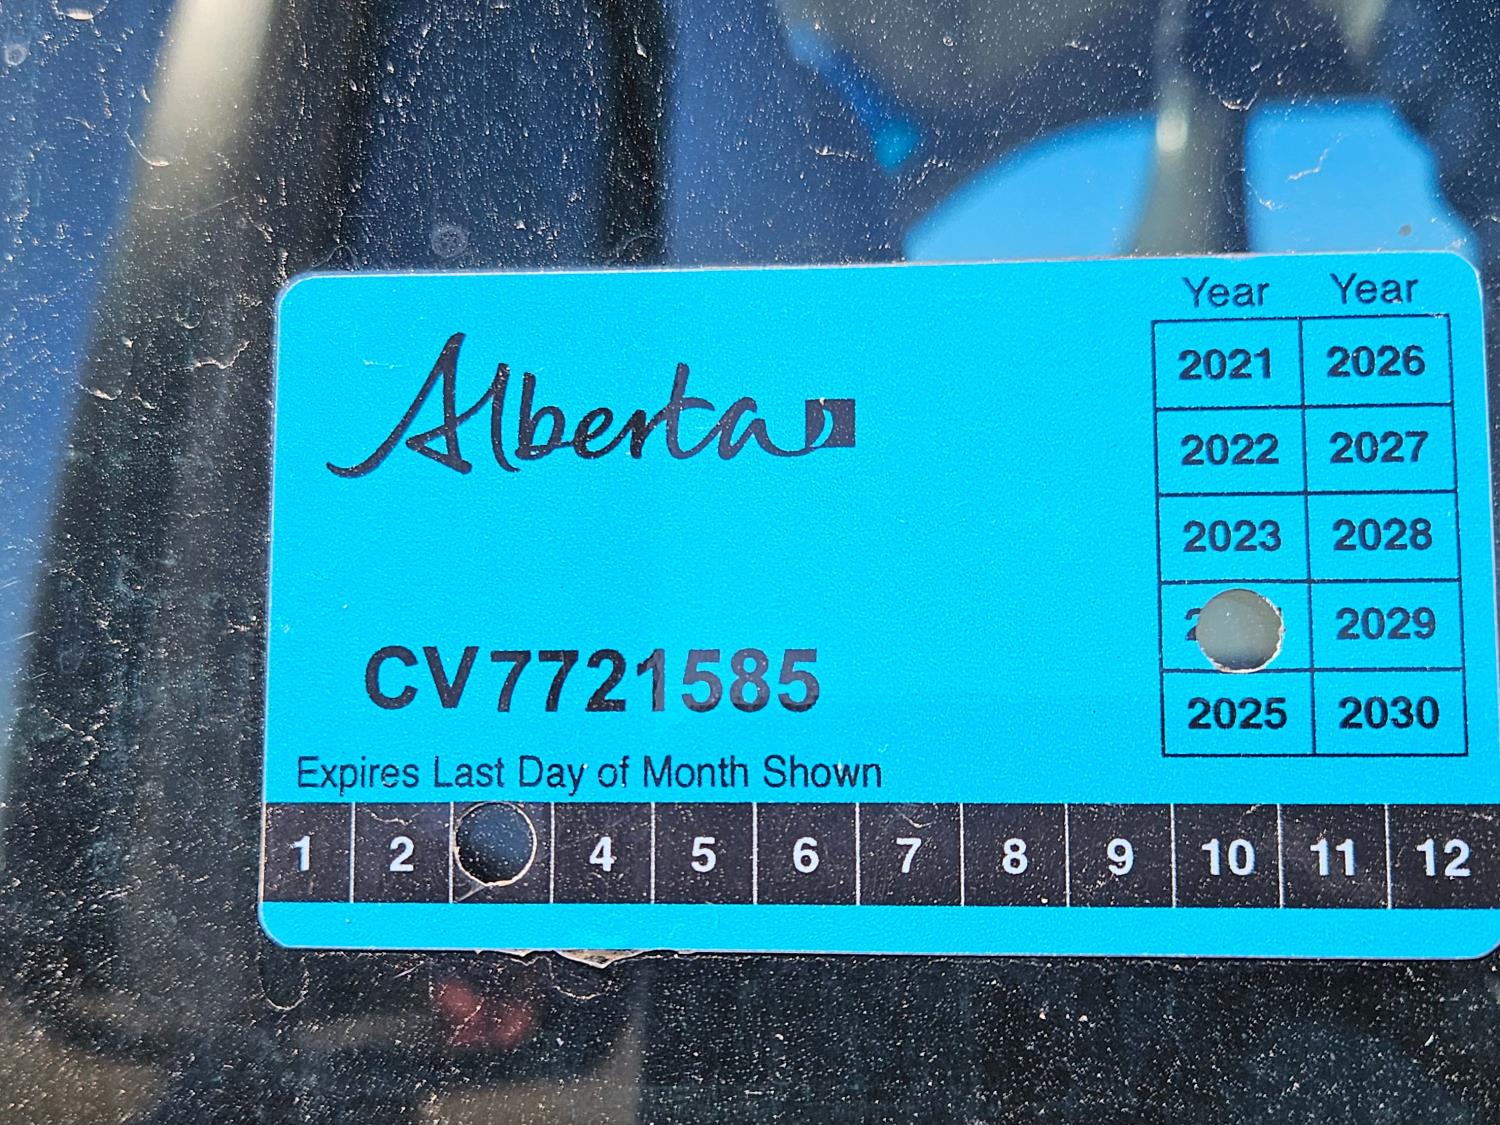 Alberta
Year Year
2021 2026
2022 2027
2023 2028
2029
2025 2030
CV7721585
Expires Last Day of Month Shown
1 2 4 5 6 7 8 9 10 11 12